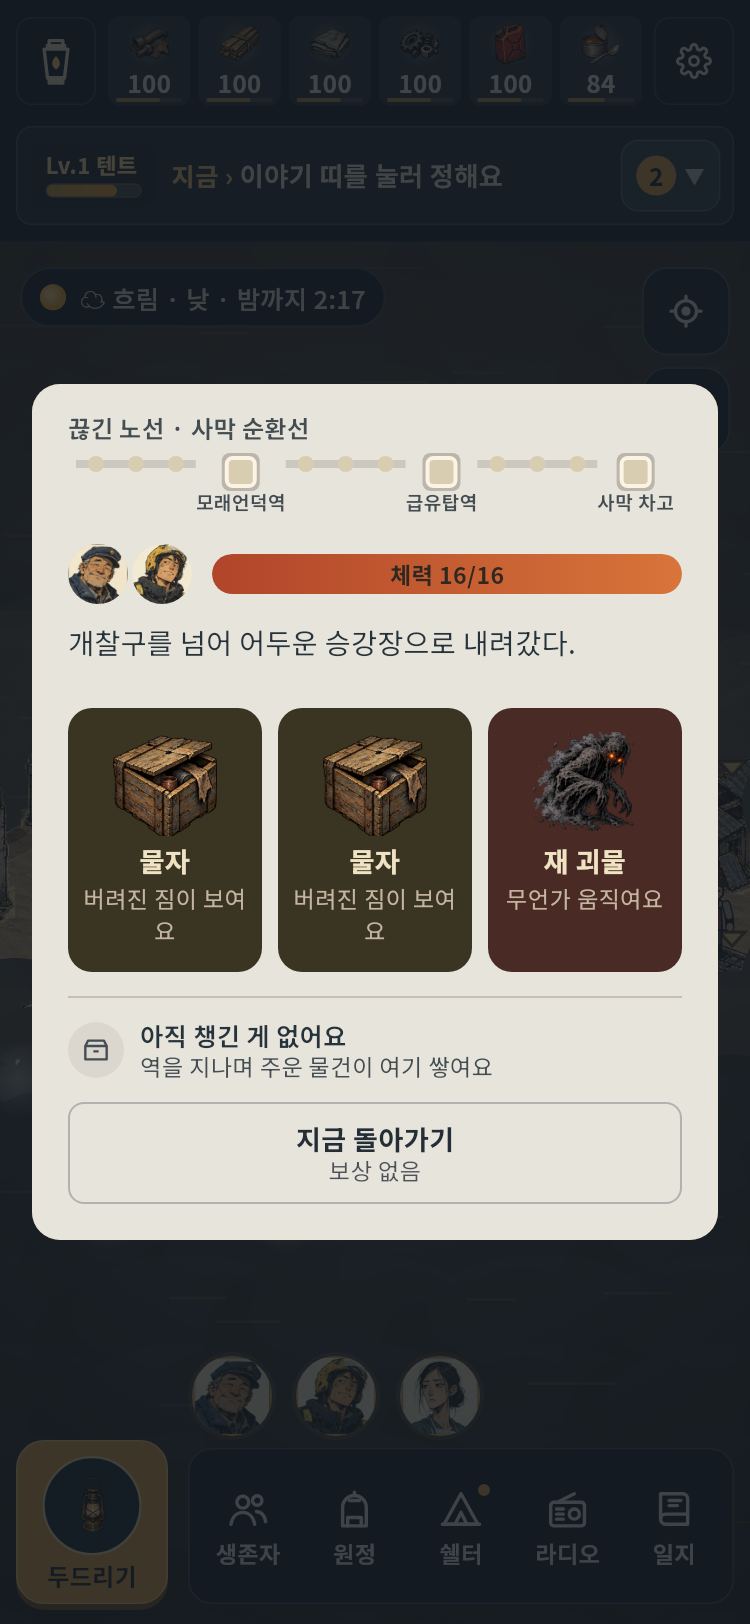 100 100 100 100 100 84
Lv.1 텐트 지금 › 이야기 띠를 눌러 정해요 2 ▼
흐림 · 낮 · 밤까지 2:17
끊긴 노선 · 사막 순환선
모래언덕역 급유탑역 사막 차고
체력 16/16
개찰구를 넘어 어두운 승강장으로 내려갔다.
물자
버려진 짐이 보여
요
물자
버려진 짐이 보여
요
재 괴물
무언가 움직여요
아직 챙긴 게 없어요
역을 지나며 주운 물건이 여기 쌓여요
지금 돌아가기
보상 없음
두드리기
생존자 원정 쉘터 라디오 일지